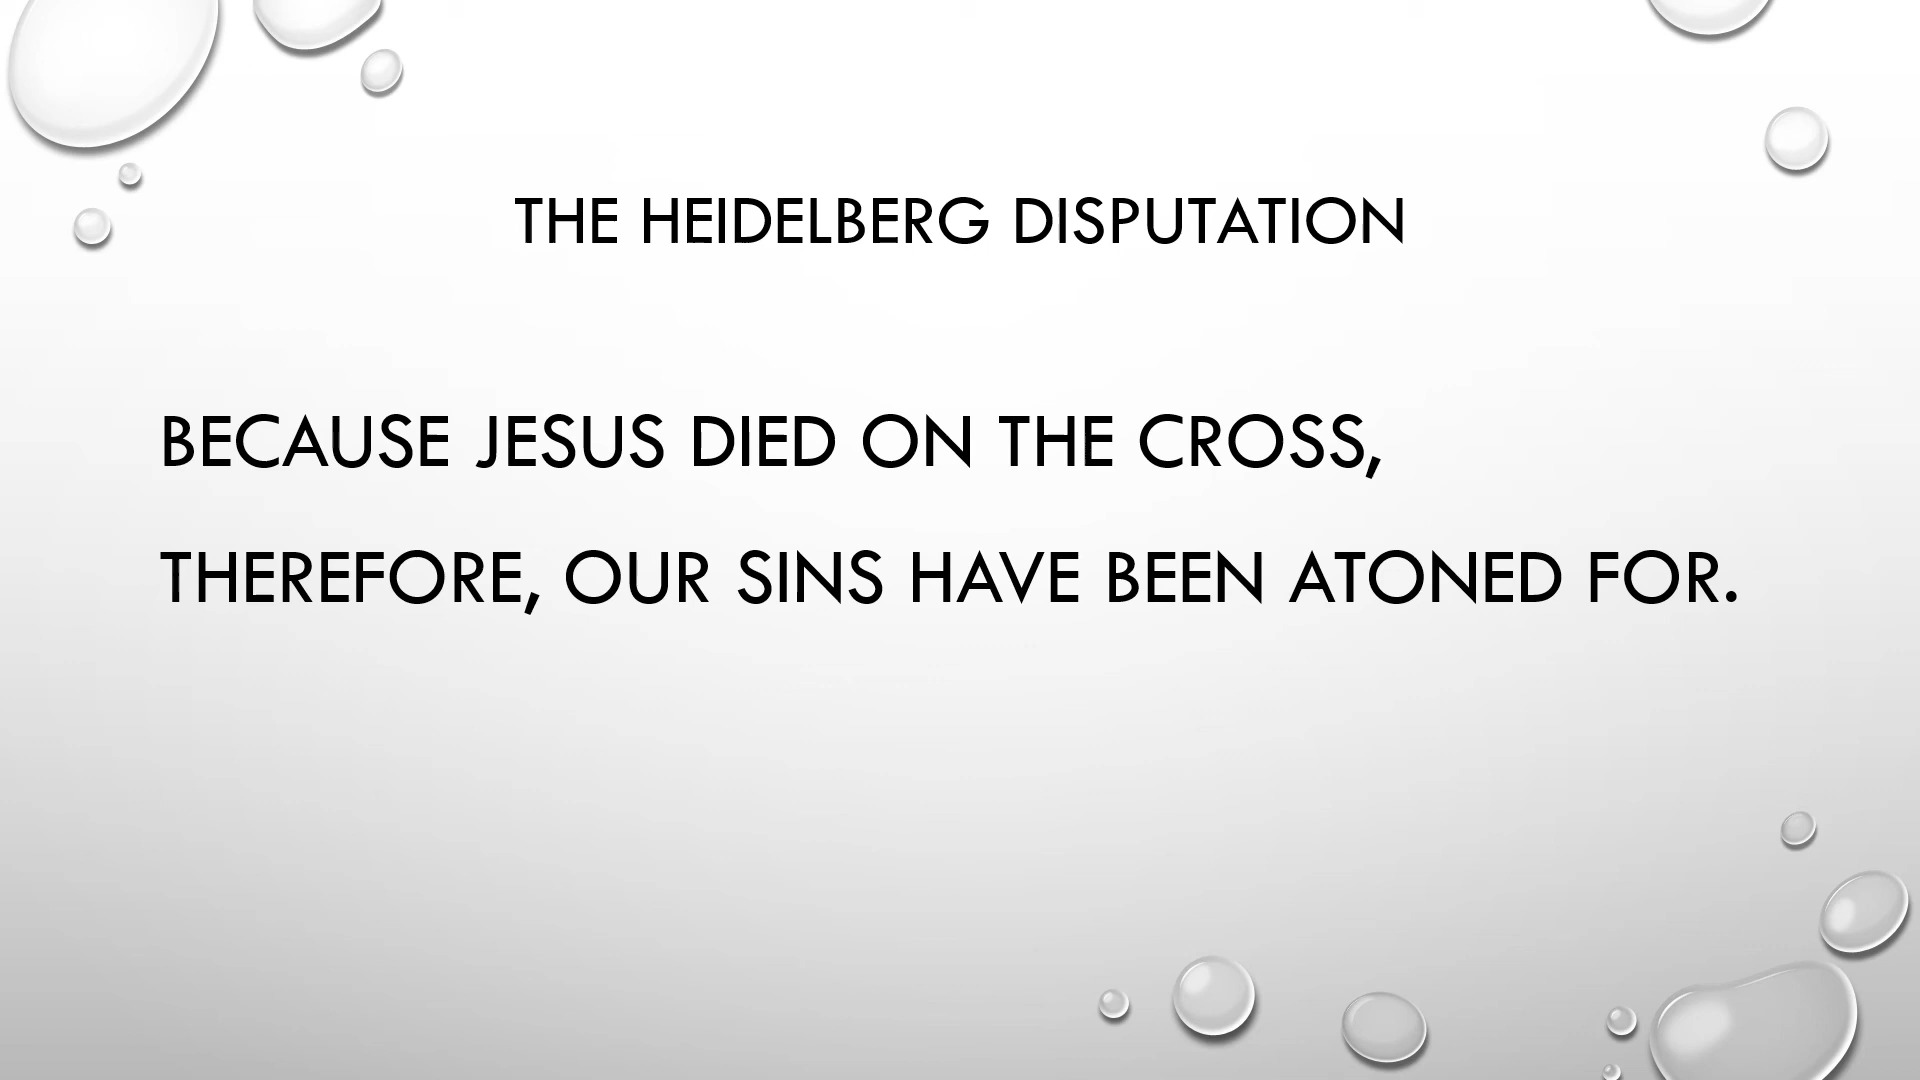 THE HEIDELBERG DISPUTATION
BECAUSE JESUS DIED ON THE CROSS,
THEREFORE, OUR SINS HAVE BEEN ATONED FOR.